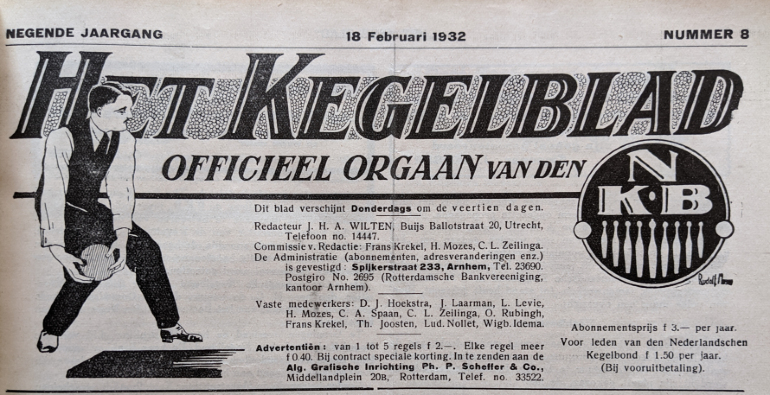 NEGENDE JAARGANG 18 Februari 1932 NUMMER 8
HET KEGELBLAD
OFFICIEEL ORGAAN VAN DEN
N
K·B
Dit blad verschijnt Donderdags om de veertien dagen.
Redacteur J. H. A. WILTEN, Buijs Ballotstraat 20, Utrecht,
Telefoon no. 14447.
Commissie v. Redactie: Frans Krekel, H. Mozes, C. L. Zeilinga.
De Administratie (abonnementen, adresveranderingen enz.)
is gevestigd: Spijkerstraat 233, Arnhem, Tel. 23690.
Postgiro No. 2695 (Rotterdamsche Bankvereeniging,
kantoor Arnhem).
Vaste medewerkers: D. J. Hoekstra, J. Laarman, L. Levie,
H. Mozes, C. A. Spaan, C. L. Zeilinga, O. Rubingh,
Frans Krekel, Th. Joosten, Lud. Nollet, Wigb. Idema.
Advertentiën: van 1 tot 5 regels f 2.—. Elke regel meer
f 0.40. Bij contract speciale korting. In te zenden aan de
Alg. Grafische Inrichting Ph. P. Scheffer & Co.,
Middellandplein 20B, Rotterdam, Telef. no. 33522.
Abonnementsprijs f 3.— per jaar.
Voor leden van den Nederlandschen
Kegelbond f 1.50 per jaar.
(Bij vooruitbetaling).